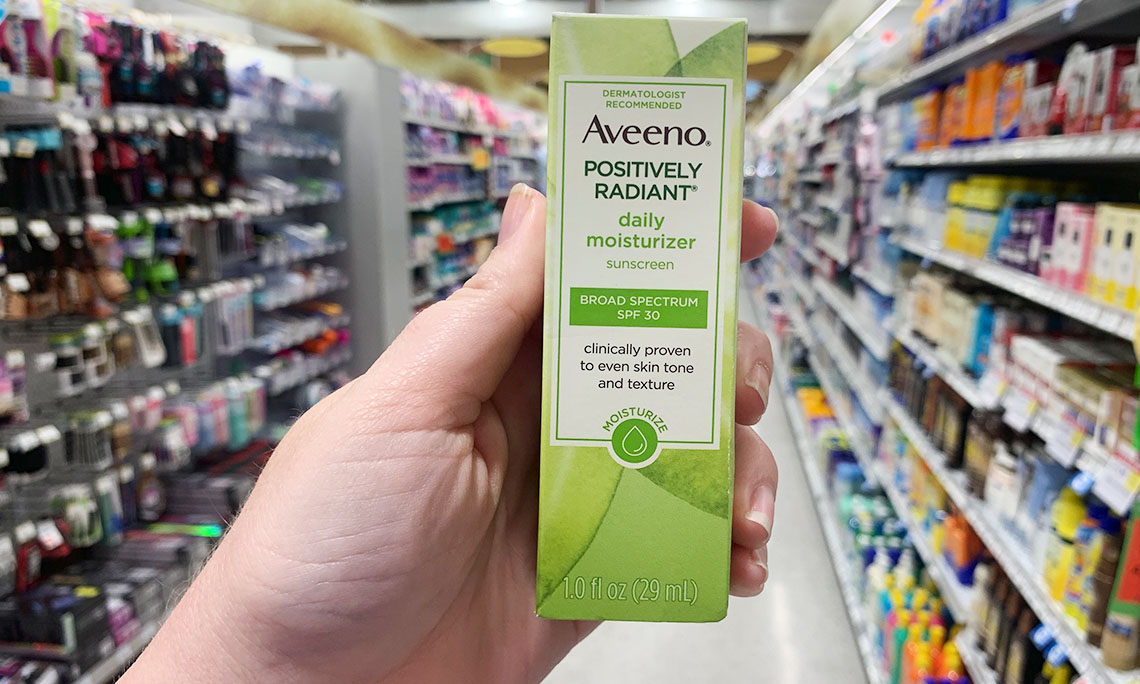 DERMATOLOGIST
RECOMMENDED
Aveeno®
POSITIVELY
RADIANT®
daily
moisturizer
sunscreen
BROAD SPECTRUM
SPF 30
clinically proven
to even skin tone
and texture
MOISTURIZE
1.0 fl oz (29 mL)